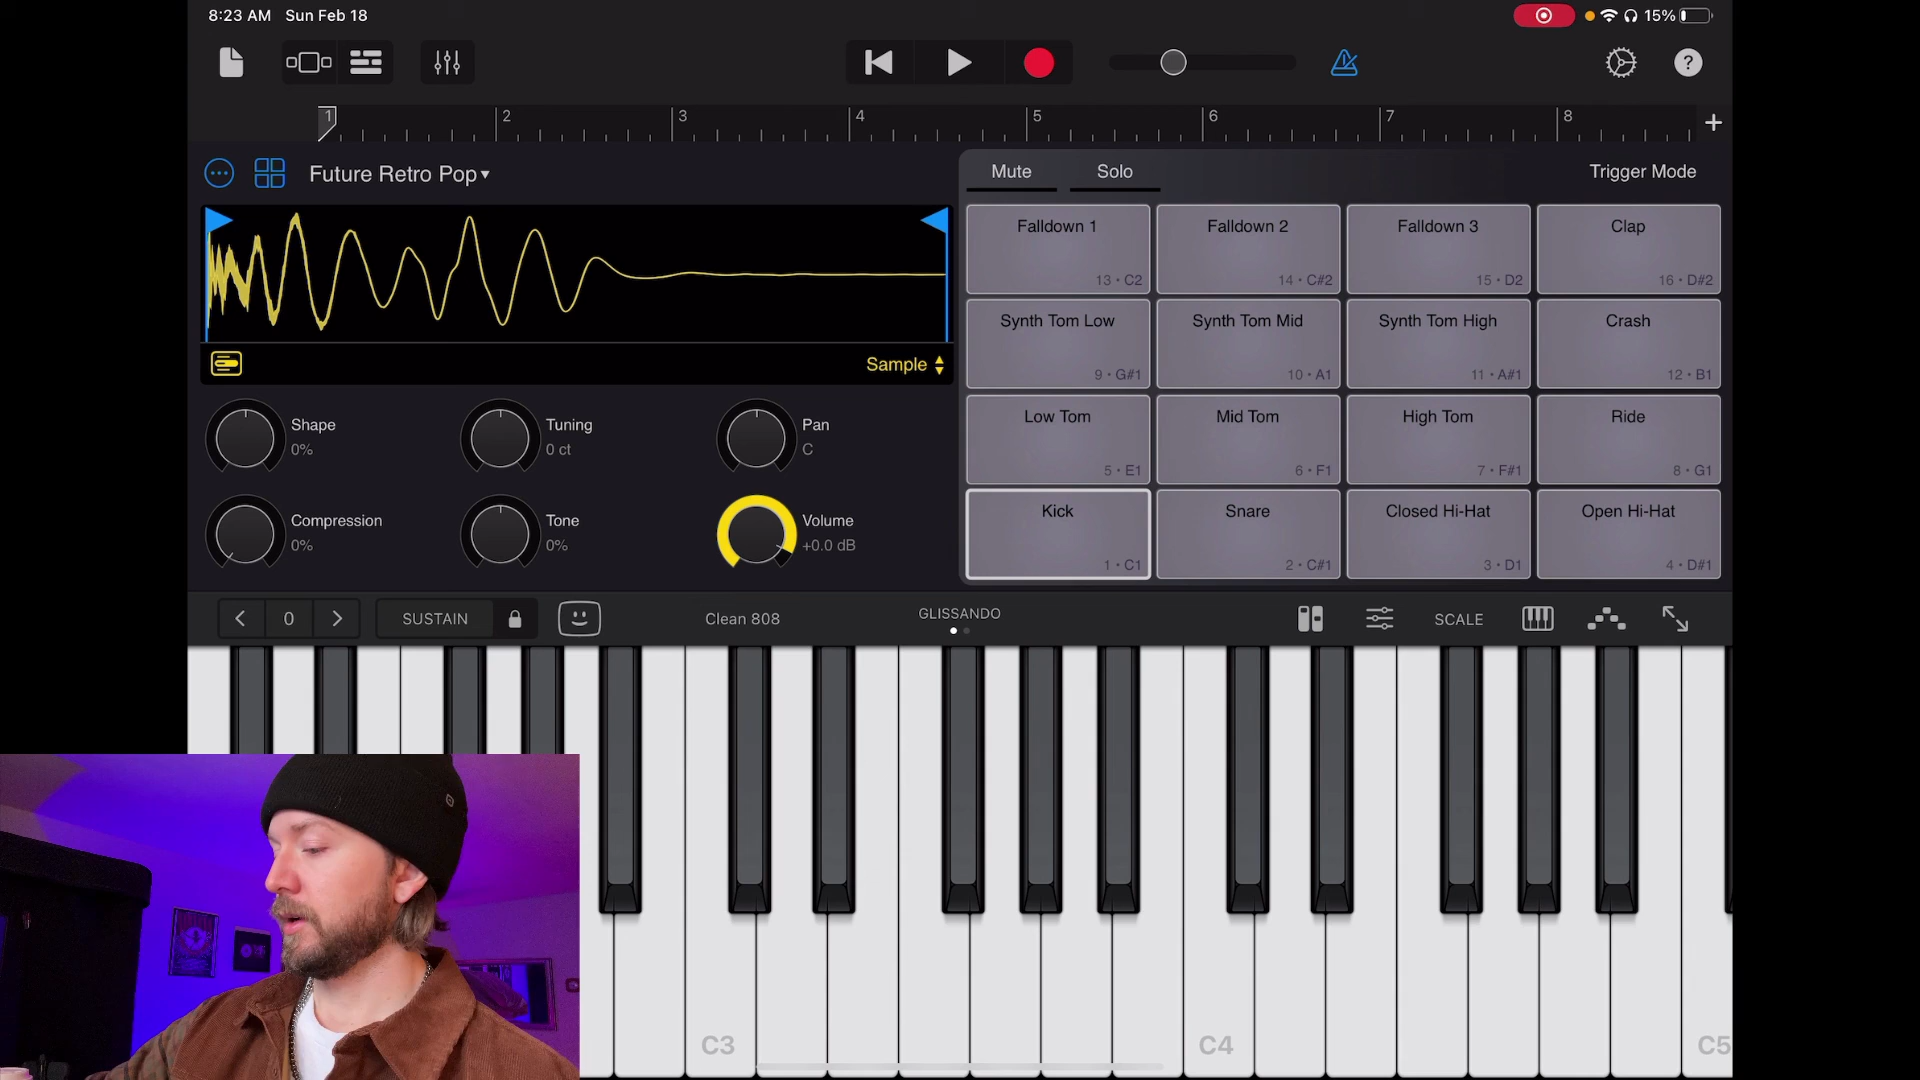 8:23 AM Sun Feb 18
15%
1 2 3 4 5 6 7 8
Future Retro Pop
Mute Solo Trigger Mode
Falldown 1 Falldown 2 Falldown 3 Clap
13 • C2 14 • C#2 15 • D2 16 • D#2
Synth Tom Low Synth Tom Mid Synth Tom High Crash
9 • G#1 10 • A1 11 • A#1 12 • B1
Sample
Low Tom Mid Tom High Tom Ride
5 • E1 6 • F1 7 • F#1 8 • G1
Shape Tuning Pan
0% 0 ct C
Kick Snare Closed Hi-Hat Open Hi-Hat
1 • C1 2 • C#1 3 • D1 4 • D#1
Compression Tone Volume
0% 0% +0.0 dB
0 SUSTAIN Clean 808 GLISSANDO SCALE
C3 C4 C5